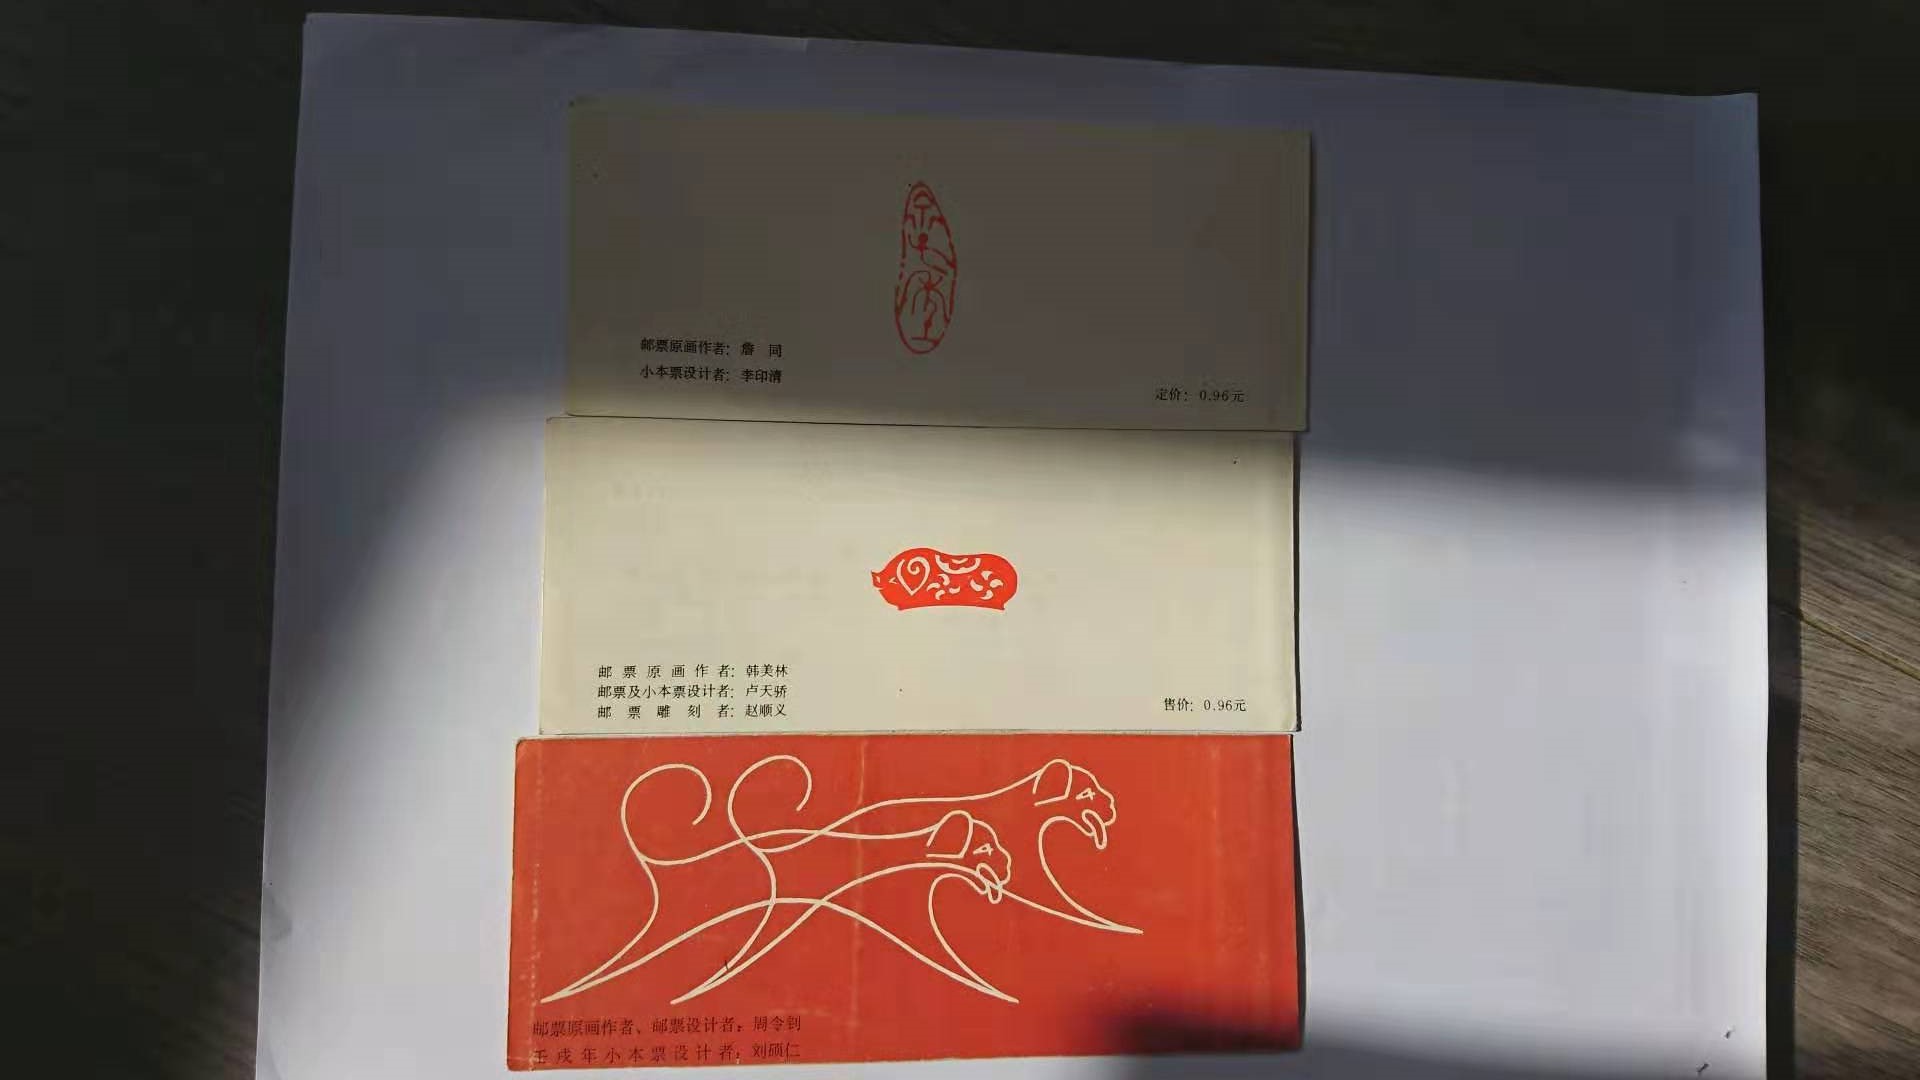 邮票原画作者：詹 同
小本票设计者：李印清
定价：0.96元
邮票原画作者：韩美林
邮票及小本票设计者：卢天骄
邮票雕刻者：赵顺义
售价：0.96元
邮票原画作者、邮票设计者：周令钊
壬戌年小本票设计者：刘硕仁